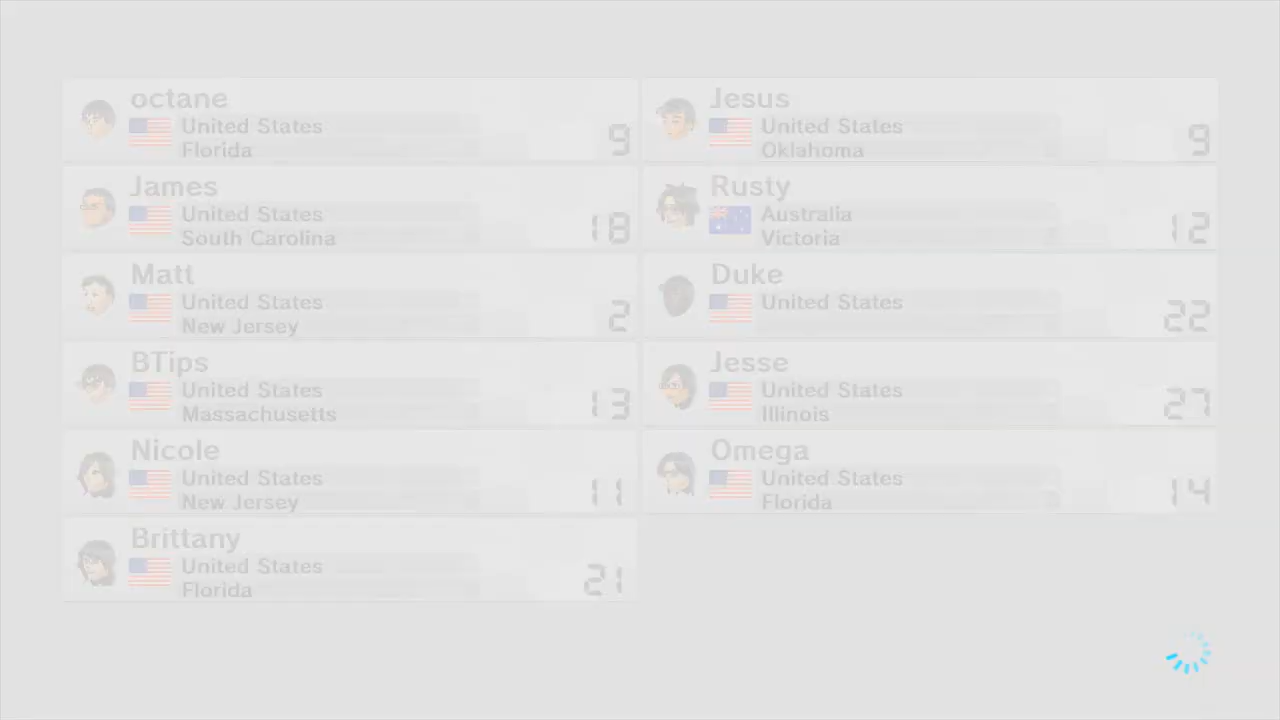 octane
United States
Florida
9
Jesus
United States
Oklahoma
9
James
United States
South Carolina
18
Rusty
Australia
Victoria
12
Matt
United States
New Jersey
2
Duke
United States
22
BTips
United States
Massachusetts
13
Jesse
United States
Illinois
27
Nicole
United States
New Jersey
11
Omega
United States
Florida
14
Brittany
United States
Florida
21